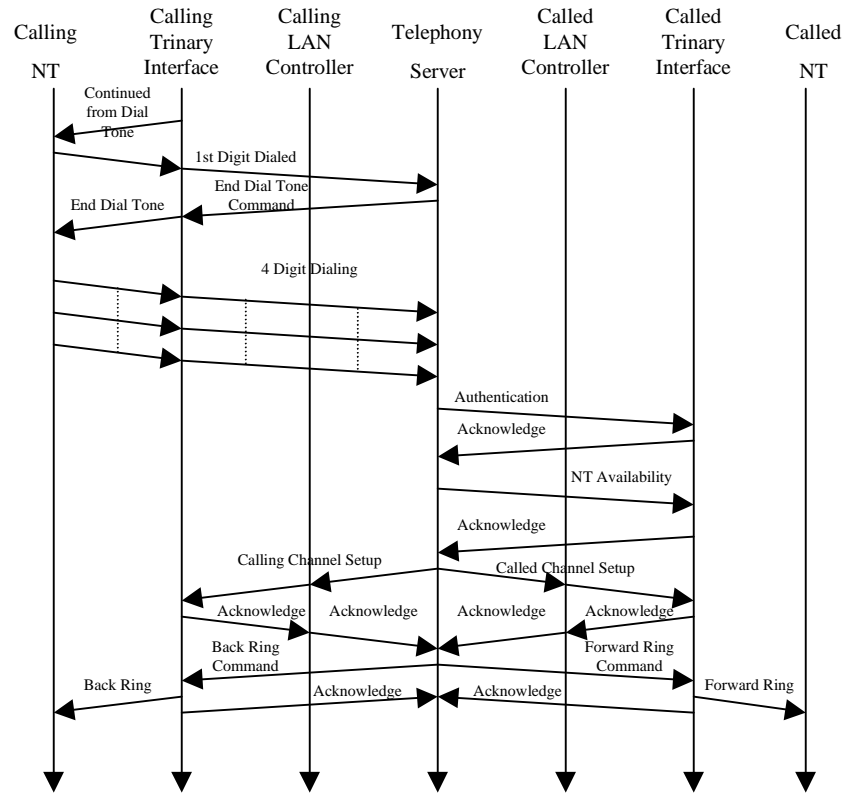 Calling
NT
Calling
Trinary
Interface
Calling
LAN
Controller
Telephony
Server
Called
LAN
Controller
Called
Trinary
Interface
Called
NT
Continued
from Dial
Tone
1st Digit Dialed
End Dial Tone
Command
End Dial Tone
4 Digit Dialing
Authentication
Acknowledge
NT Availability
Acknowledge
Calling Channel Setup
Called Channel Setup
Acknowledge
Acknowledge
Acknowledge
Acknowledge
Back Ring
Command
Forward Ring
Command
Back Ring
Acknowledge
Acknowledge
Forward Ring